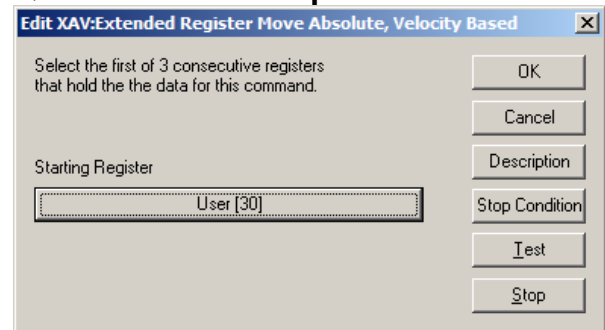 Edit XAV:Extended Register Move Absolute, Velocity Based
Select the first of 3 consecutive registers
that hold the the data for this command.
Starting Register
User [30]
OK
Cancel
Description
Stop Condition
Test
Stop